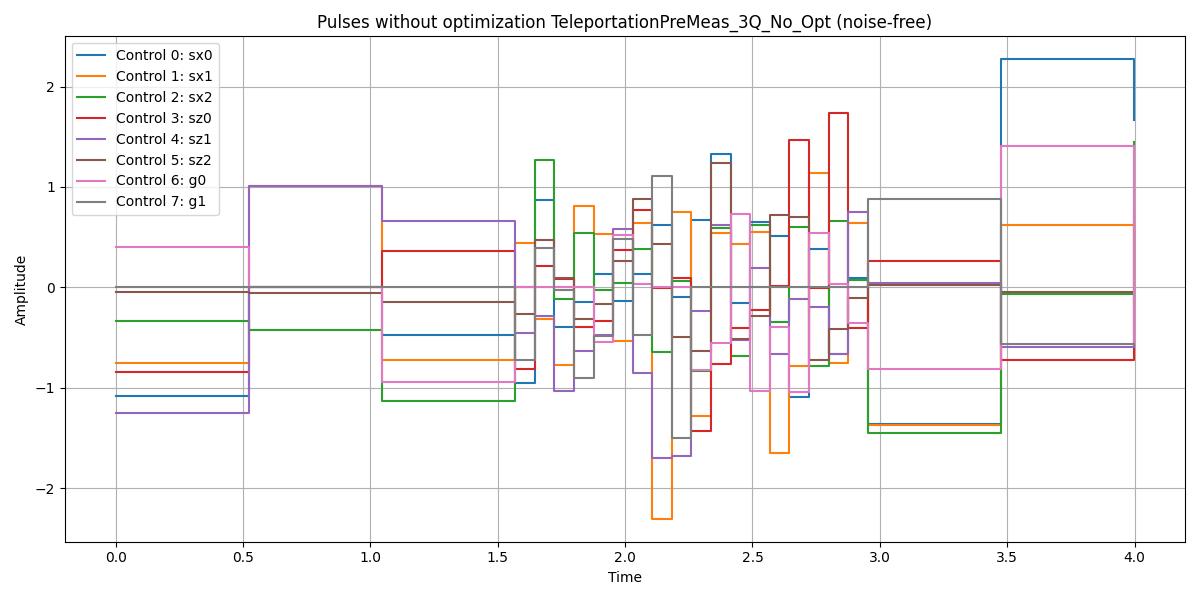 Pulses without optimization TeleportationPreMeas_3Q_No_Opt (noise-free)
Control 0: sx0
Control 1: sx1
Control 2: sx2
Control 3: sz0
Control 4: sz1
Control 5: sz2
Control 6: g0
Control 7: g1
Amplitude
2
1
0
−1
−2
0.0 0.5 1.0 1.5 2.0 2.5 3.0 3.5 4.0
Time